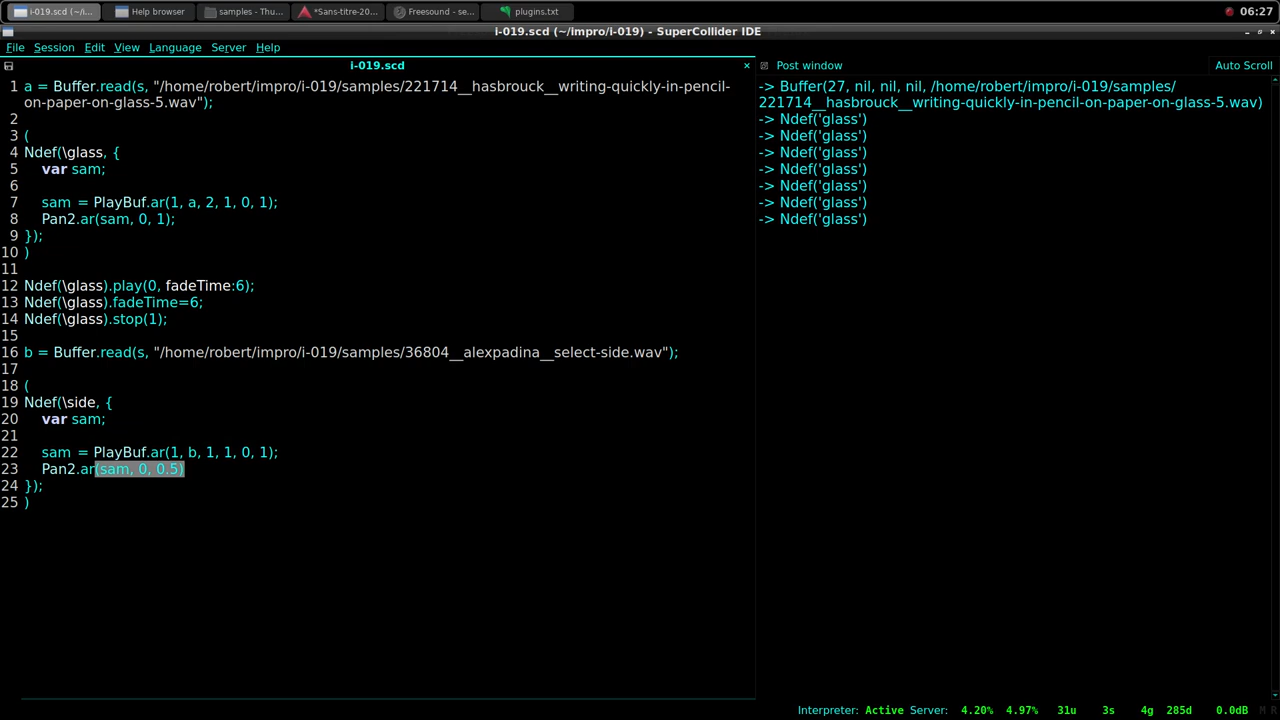 i-019.scd (~/i...
Help browser
samples - Thu...
*Sans-titre-20...
Freesound - se...
plugins.txt
06:27
i-019.scd (~/impro/i-019) - SuperCollider IDE
File Session Edit View Language Server Help
i-019.scd
1 a = Buffer.read(s, "/home/robert/impro/i-019/samples/221714__hasbrouck__writing-quickly-in-pencil-
on-paper-on-glass-5.wav");
2
3 (
4 Ndef(\glass, {
5 var sam;
6
7 sam = PlayBuf.ar(1, a, 2, 1, 0, 1);
8 Pan2.ar(sam, 0, 1);
9 });
10 )
11
12 Ndef(\glass).play(0, fadeTime:6);
13 Ndef(\glass).fadeTime=6;
14 Ndef(\glass).stop(1);
15
16 b = Buffer.read(s, "/home/robert/impro/i-019/samples/36804__alexpadina__select-side.wav");
17
18 (
19 Ndef(\side, {
20 var sam;
21
22 sam = PlayBuf.ar(1, b, 1, 1, 0, 1);
23 Pan2.ar(sam, 0, 0.5)
24 });
25 )
Post window
Auto Scroll
-> Buffer(27, nil, nil, nil, /home/robert/impro/i-019/samples/
221714__hasbrouck__writing-quickly-in-pencil-on-paper-on-glass-5.wav)
-> Ndef('glass')
-> Ndef('glass')
-> Ndef('glass')
-> Ndef('glass')
-> Ndef('glass')
-> Ndef('glass')
-> Ndef('glass')
Interpreter: Active Server: 4.20% 4.97% 31u 3s 4g 285d 0.0dB M R